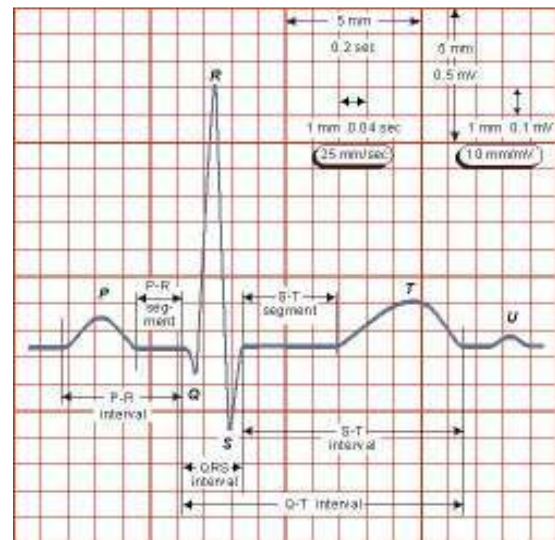 5 mm
0.2 sec
5 mm
0.5 mV
R
1 mm 0.04 sec
1 mm 0.1 mV
25 mm/sec
10 mm/mV
P
P-R
seg-
ment
S-T
segment
T
U
Q
P-R
interval
S
S-T
interval
QRS
interval
Q-T interval